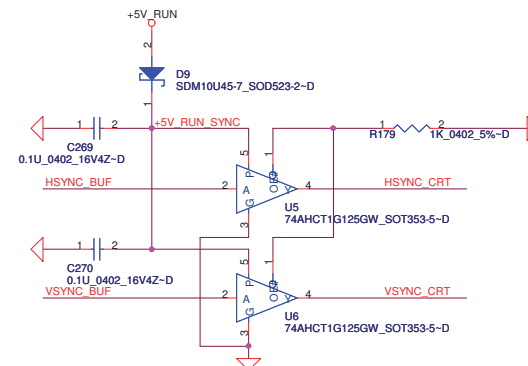 +5V_RUN
2
D9
SDM10U45-7_SOD523-2~D
1
+5V_RUN_SYNC
1 2
C269
0.1U_0402_16V4Z~D
1 2
R179 1K_0402_5%~D
5 1
P OE#
HSYNC_BUF 2 A Y 4 HSYNC_CRT
G
3
U5
74AHCT1G125GW_SOT353-5~D
1 2
C270
0.1U_0402_16V4Z~D
5 1
P OE#
VSYNC_BUF 2 A Y 4 VSYNC_CRT
G
3
U6
74AHCT1G125GW_SOT353-5~D